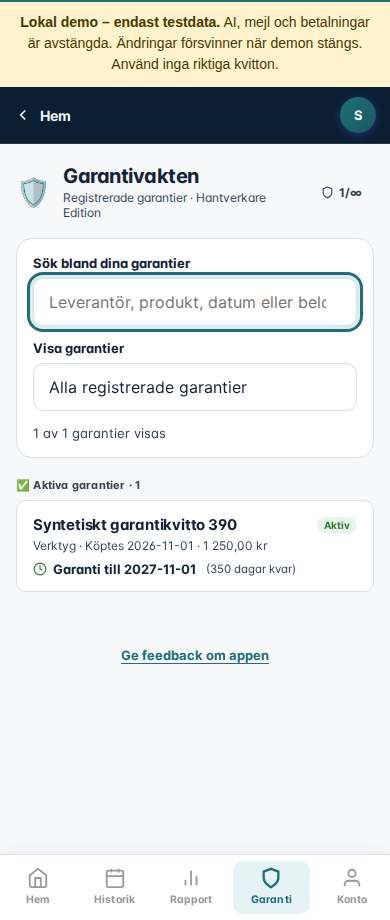 Lokal demo – endast testdata. AI, mejl och betalningar
är avstängda. Ändringar försvinner när demon stängs.
Använd inga riktiga kvitton.
Hem
S
Garantivakten
Registrerade garantier · Hantverkare
Edition
1/∞
Sök bland dina garantier
Leverantör, produkt, datum eller belo
Visa garantier
Alla registrerade garantier
1 av 1 garantier visas
✅ Aktiva garantier · 1
Syntetiskt garantikvitto 390
Aktiv
Verktyg · Köptes 2026-11-01 · 1 250,00 kr
Garanti till 2027-11-01 (350 dagar kvar)
Ge feedback om appen
Hem
Historik
Rapport
Garanti
Konto